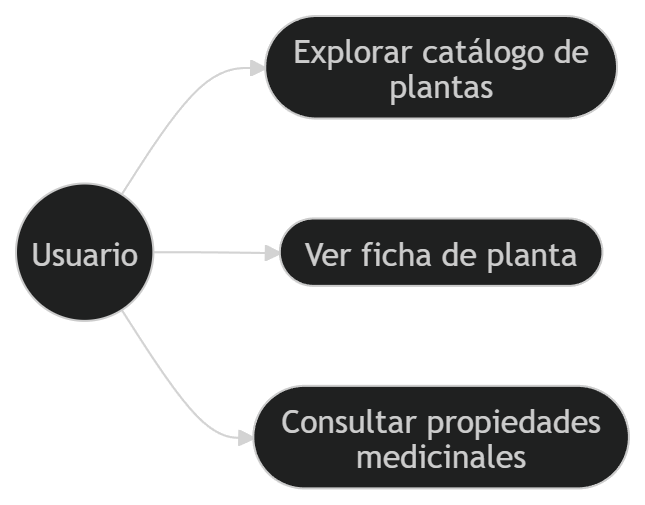 Explorar catálogo de
plantas
Usuario
Ver ficha de planta
Consultar propiedades
medicinales